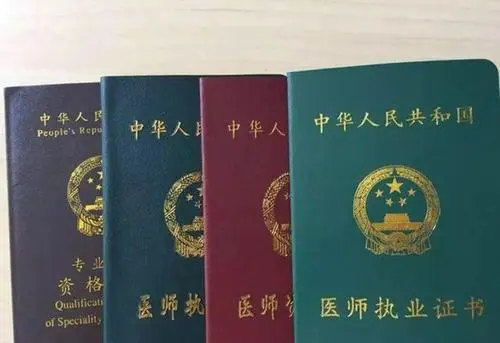 中华人民
People's Repu
专业
资格
Qualification
of Speciality
中华人民
医师执
中华人民
医师资
中华人民共和国
医师执业证书